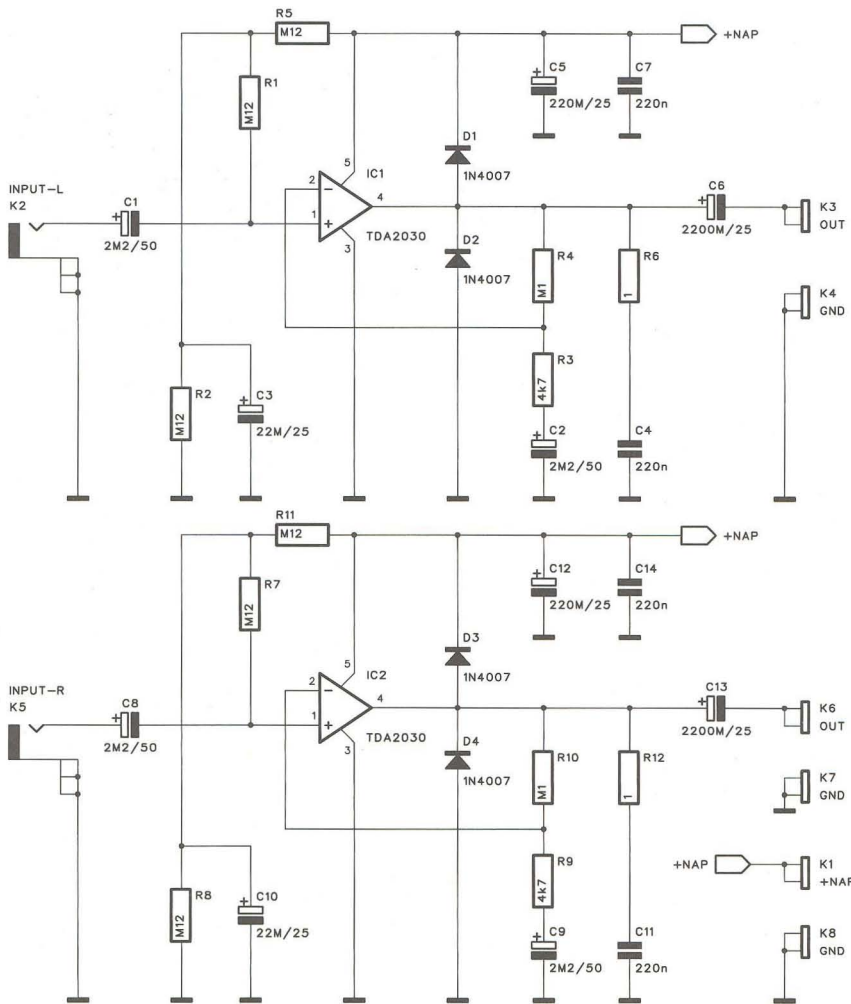 R5
M12
+NAP
R1
M12
C5
+
220M/25
C7
220n
D1
1N4007
INPUT-L
K2
C1
+
2M2/50
2
-
1
+
5
4
3
IC1
TDA2030
D2
1N4007
R4
M1
R6
1
C6
+
2200M/25
K3
OUT
K4
GND
R2
M12
C3
+
22M/25
R3
4k7
C2
+
2M2/50
C4
220n
R11
M12
+NAP
R7
M12
C12
+
220M/25
C14
220n
D3
1N4007
INPUT-R
K5
C8
+
2M2/50
2
-
1
+
5
4
3
IC2
TDA2030
D4
1N4007
R10
M1
R12
1
C13
+
2200M/25
K6
OUT
K7
GND
+NAP
K1
+NAP
R8
M12
C10
+
22M/25
R9
4k7
C9
+
2M2/50
C11
220n
K8
GND